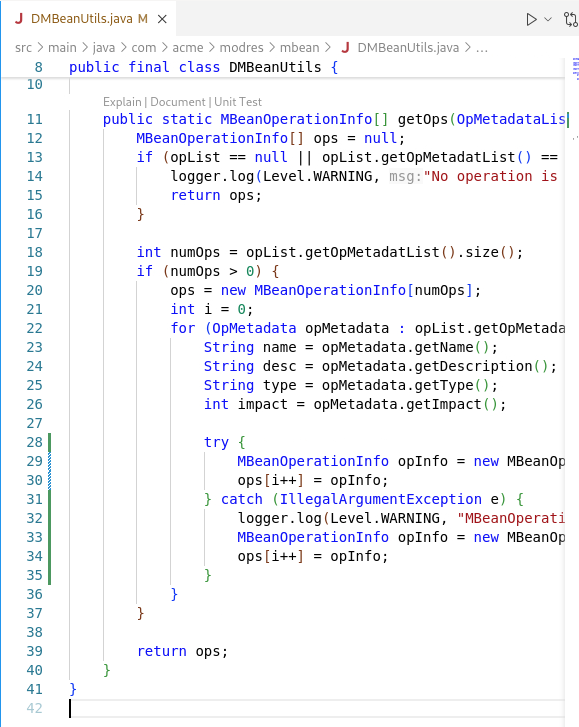 DMBeanUtils.java M
src > main > java > com > acme > modres > mbean > DMBeanUtils.java > ...
8 public final class DMBeanUtils {
10
Explain | Document | Unit Test
11 public static MBeanOperationInfo[] getOps(OpMetadataLis
12 MBeanOperationInfo[] ops = null;
13 if (opList == null || opList.getOpMetadatList() ==
14 logger.log(Level.WARNING, msg:"No operation is
15 return ops;
16 }
17
18 int numOps = opList.getOpMetadatList().size();
19 if (numOps > 0) {
20 ops = new MBeanOperationInfo[numOps];
21 int i = 0;
22 for (OpMetadata opMetadata : opList.getOpMetada
23 String name = opMetadata.getName();
24 String desc = opMetadata.getDescription();
25 String type = opMetadata.getType();
26 int impact = opMetadata.getImpact();
27
28 try {
29 MBeanOperationInfo opInfo = new MBeanOp
30 ops[i++] = opInfo;
31 } catch (IllegalArgumentException e) {
32 logger.log(Level.WARNING, "MBeanOperati
33 MBeanOperationInfo opInfo = new MBeanOp
34 ops[i++] = opInfo;
35 }
36 }
37 }
38
39 return ops;
40 }
41 }
42